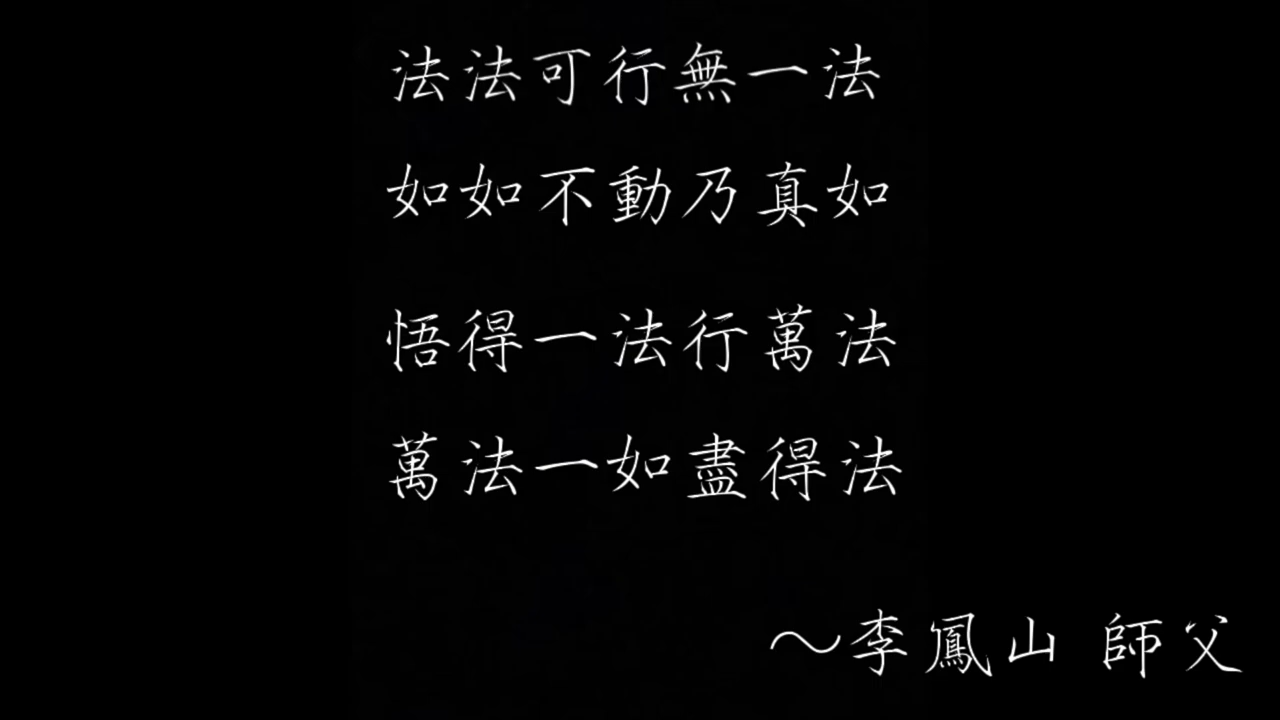 法法可行無一法
如如不動乃真如
悟得一法行萬法
萬法一如盡得法
～李鳳山 師父